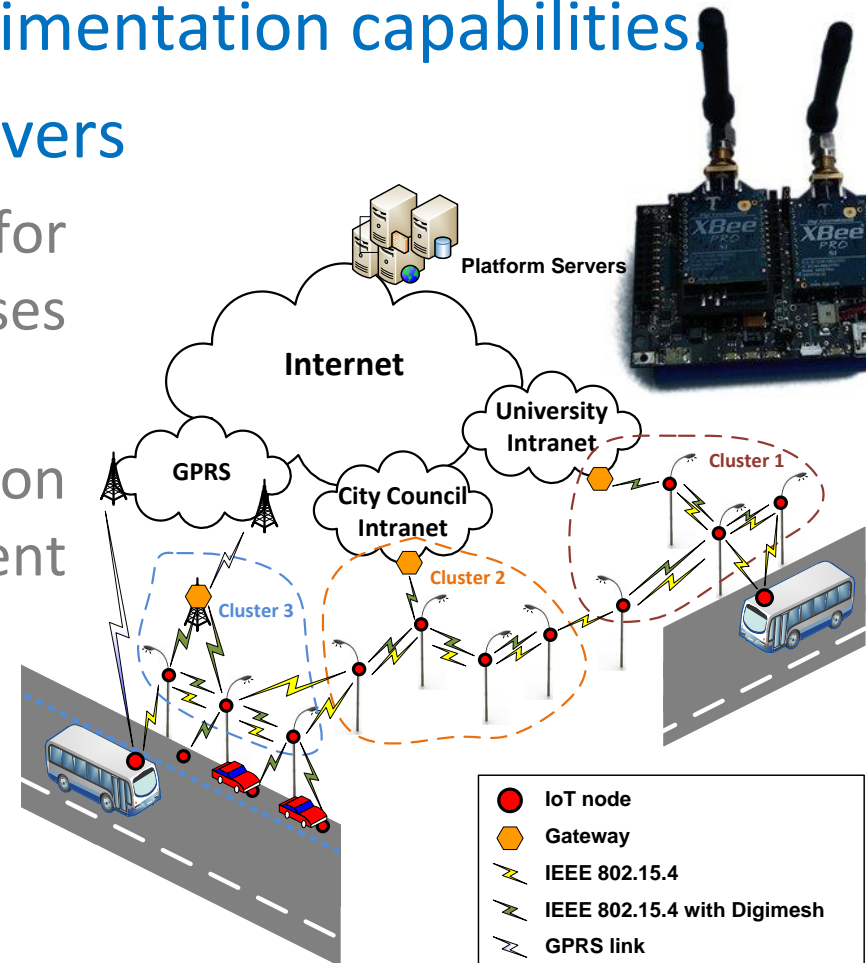 imentation capabilities.
vers
for
ses
on
ent
Platform Servers
XBee
PRO
S1
XBee
PRO
Internet
University
Intranet
GPRS
City Council
Intranet
Cluster 1
Cluster 2
Cluster 3
IoT node
Gateway
IEEE 802.15.4
IEEE 802.15.4 with Digimesh
GPRS link